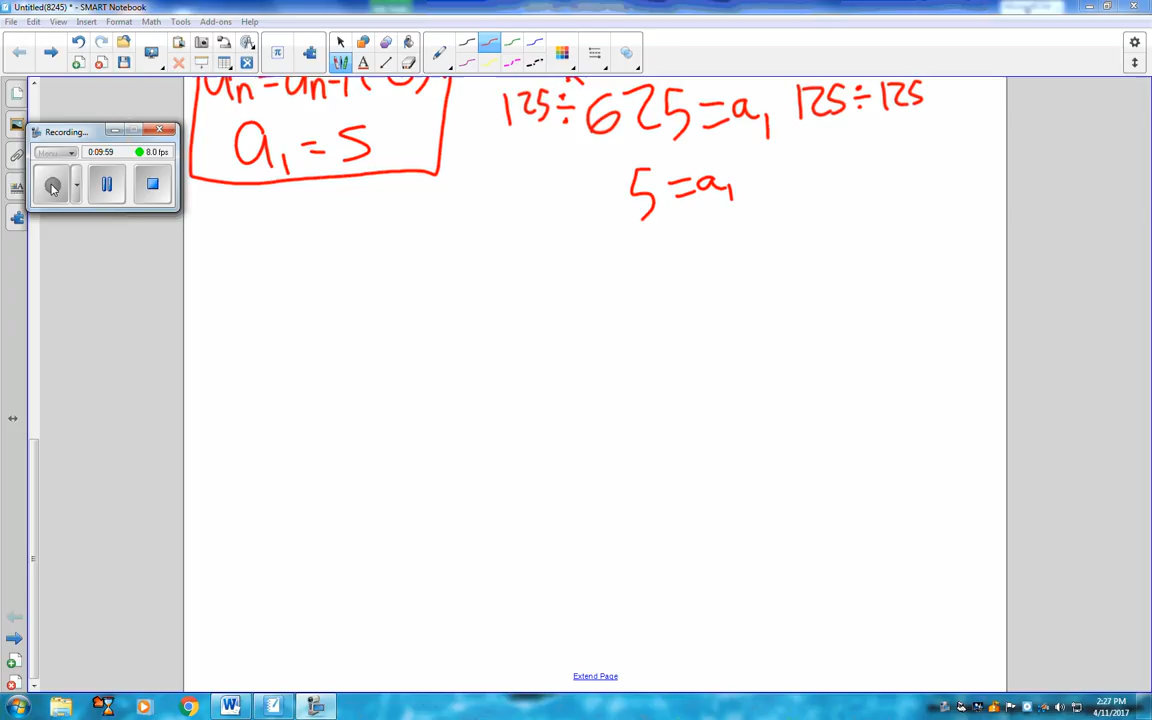 Untitled(8245) * - SMART Notebook
File Edit View Insert Format Math Tools Add-ons Help
125÷ 625 = a₁ 125÷125
a₁ = 5
5 = a₁
Recording...
Menu
0:09:59 8.0 fps
Extend Page
2:27 PM
4/11/2017